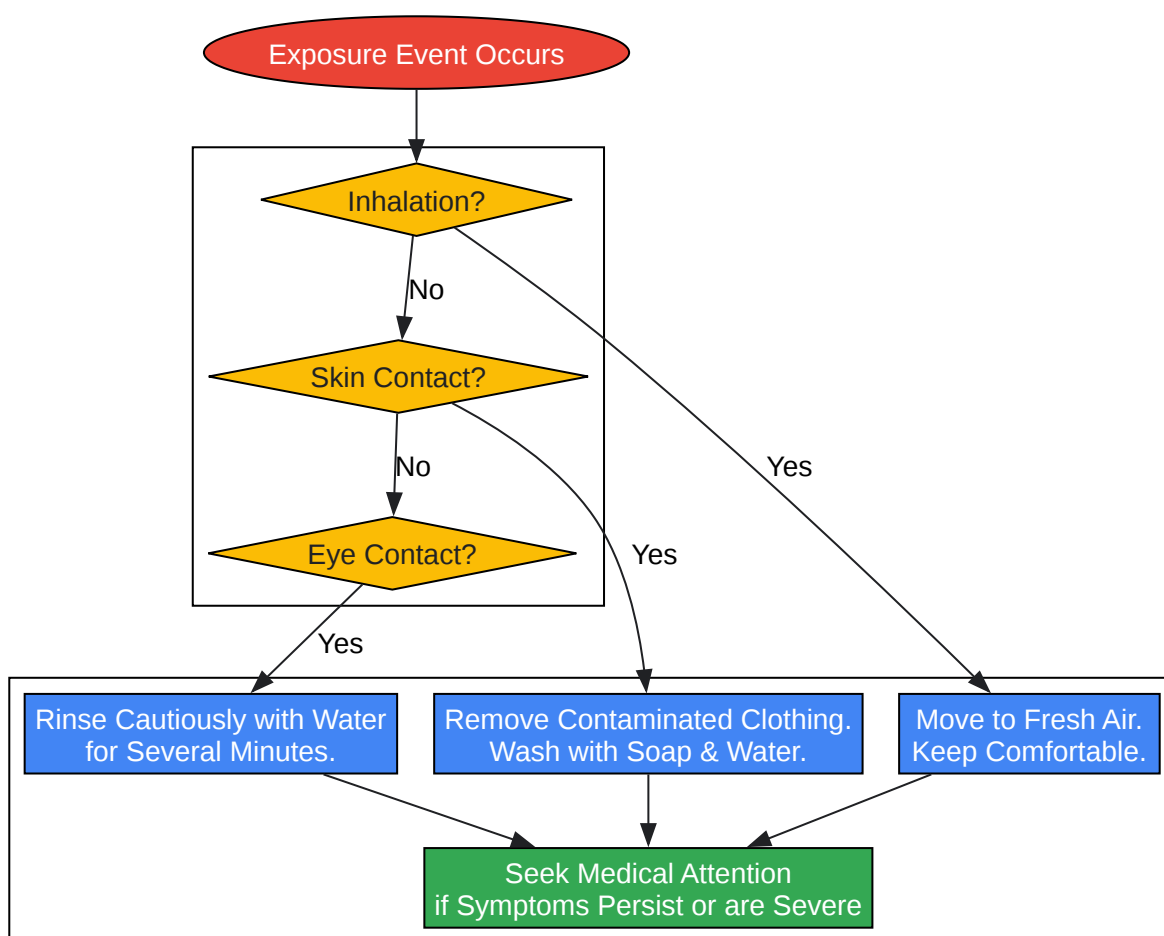 Exposure Event Occurs
Inhalation?
No
Skin Contact?
Yes
No
Eye Contact?
Yes
Yes
Rinse Cautiously with Water
for Several Minutes.
Remove Contaminated Clothing.
Wash with Soap & Water.
Move to Fresh Air.
Keep Comfortable.
Seek Medical Attention
if Symptoms Persist or are Severe